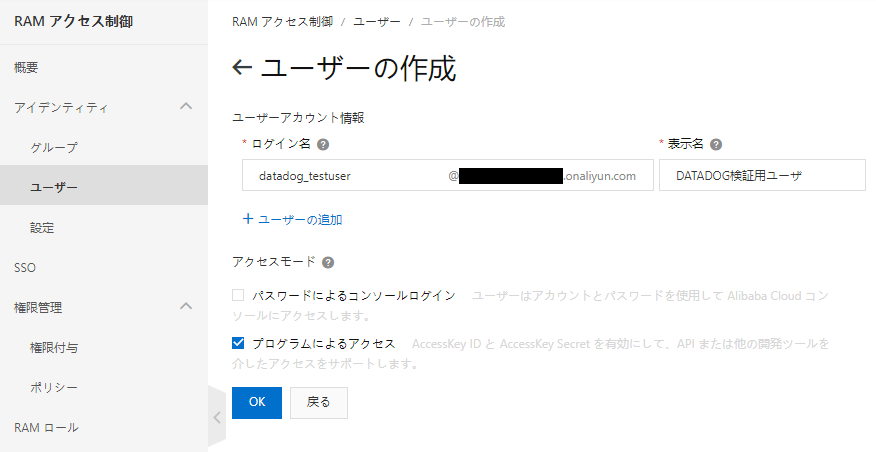 RAM アクセス制御
概要
アイデンティティ
グループ
ユーザー
設定
SSO
権限管理
権限付与
ポリシー
RAM ロール
RAM アクセス制御 / ユーザー / ユーザーの作成
← ユーザーの作成
ユーザーアカウント情報
* ログイン名 ? * 表示名 ?
datadog_testuser @ .onaliyun.com DATADOG検証用ユーザ
+ ユーザーの追加
アクセスモード ?
パスワードによるコンソールログイン ユーザーはアカウントとパスワードを使用して Alibaba Cloud コン
ソールにアクセスします。
プログラムによるアクセス AccessKey ID と AccessKey Secret を有効にして、API または他の開発ツールを
介したアクセスをサポートします。
OK 戻る